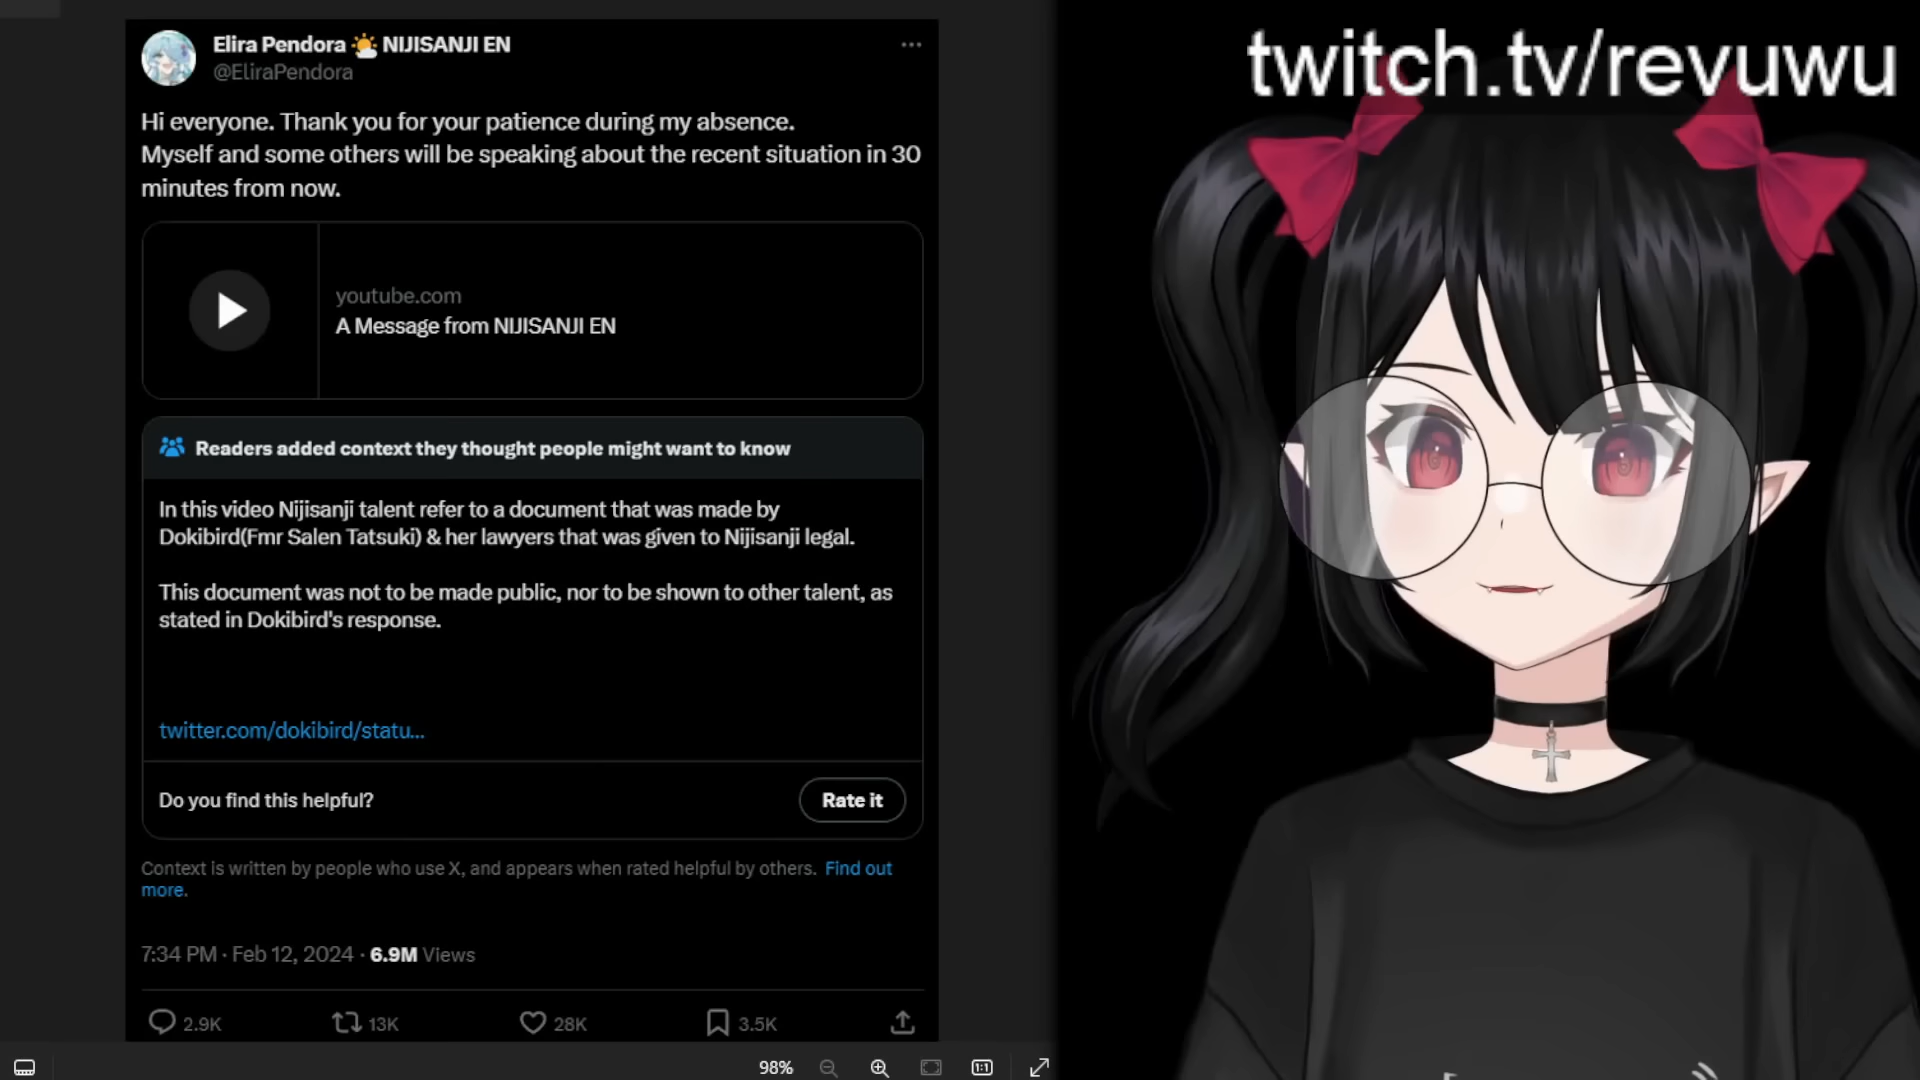 Elira Pendora NIJISANJI EN
@EliraPendora
Hi everyone. Thank you for your patience during my absence.
Myself and some others will be speaking about the recent situation in 30
minutes from now.
youtube.com
A Message from NIJISANJI EN
Readers added context they thought people might want to know
In this video Nijisanji talent refer to a document that was made by
Dokibird(Fmr Salen Tatsuki) & her lawyers that was given to Nijisanji legal.
This document was not to be made public, nor to be shown to other talent, as
stated in Dokibird's response.
twitter.com/dokibird/statu...
Do you find this helpful?
Rate it
Context is written by people who use X, and appears when rated helpful by others. Find out
more.
7:34 PM · Feb 12, 2024 · 6.9M Views
2.9K
13K
28K
3.5K
98%
1:1
twitch.tv/revuwu